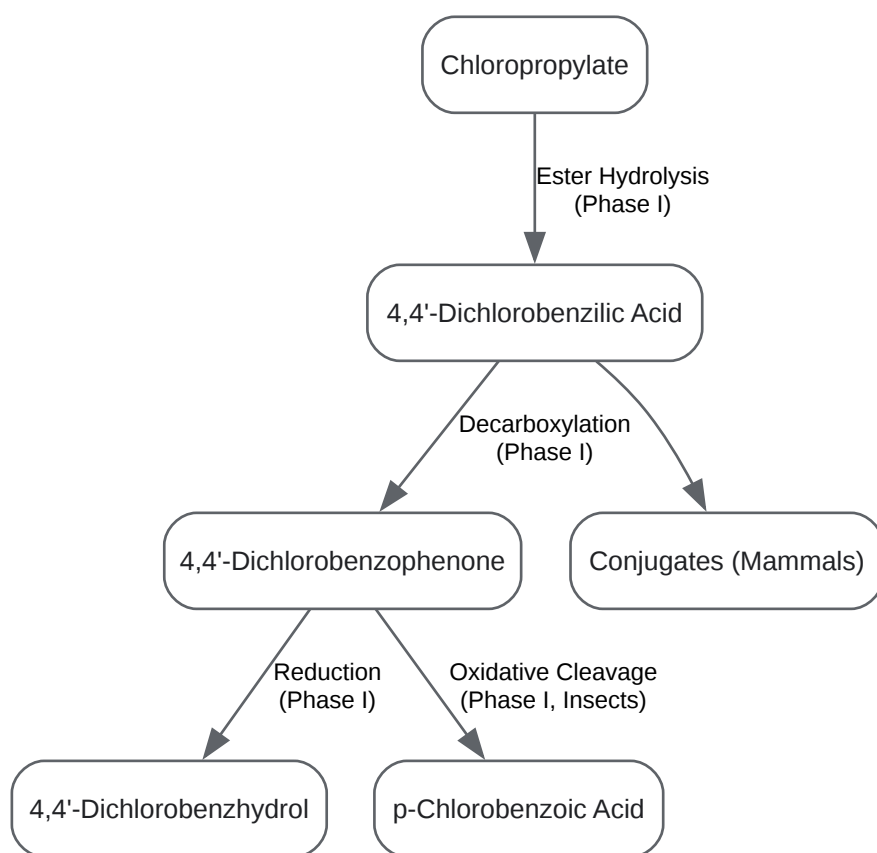 Chloropropylate
Ester Hydrolysis
(Phase I)
4,4'-Dichlorobenzilic Acid
Decarboxylation
(Phase I)
4,4'-Dichlorobenzophenone
Conjugates (Mammals)
Reduction
(Phase I)
Oxidative Cleavage
(Phase I, Insects)
4,4'-Dichlorobenzhydrol
p-Chlorobenzoic Acid